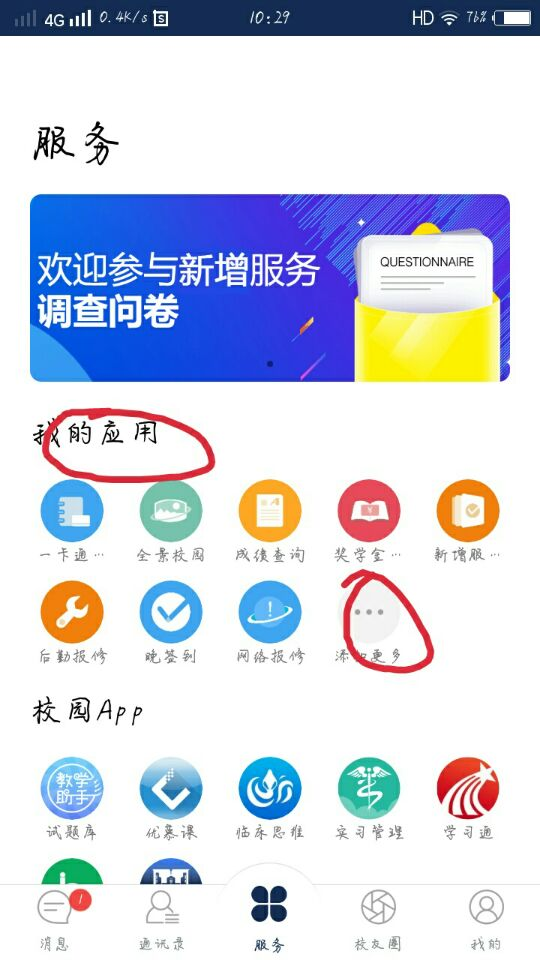 4G 0.4K/s S 10:29 HD 76%
服务
欢迎参与新增服务
调查问卷
QUESTIONNAIRE
我的应用
一卡通… 全景校园 成绩查询 奖学金… 新增服…
后勤报修 晚签到 网络报修 添加更多
校园App
教学
助手
试题库 优慕课 临床思维 实习管理 学习通
1
消息 通讯录 服务 校友圈 我的